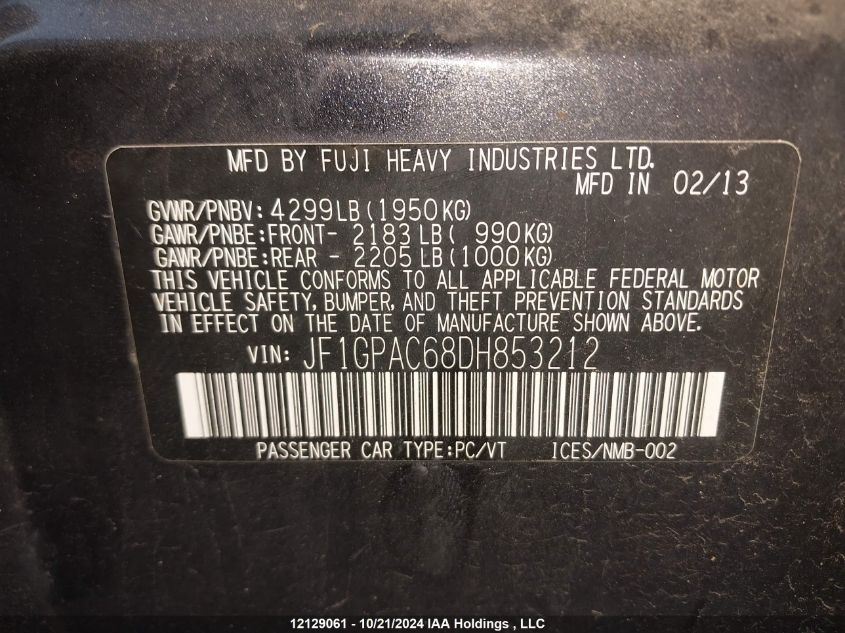 MFD BY FUJI HEAVY INDUSTRIES LTD.
MFD IN 02/13
GVWR/PNBV: 4299LB (1950KG)
GAWR/PNBE:FRONT- 2183 LB ( 990KG)
GAWR/PNBE:REAR - 2205 LB (1000KG)
THIS VEHICLE CONFORMS TO ALL APPLICABLE FEDERAL MOTOR
VEHICLE SAFETY, BUMPER, AND THEFT PREVENTION STANDARDS
IN EFFECT ON THE DATE OF MANUFACTURE SHOWN ABOVE.
VIN: JF1GPAC68DH853212
PASSENGER CAR TYPE:PC/VT ICES/NMB-002
12129061 - 10/21/2024 IAA Holdings , LLC